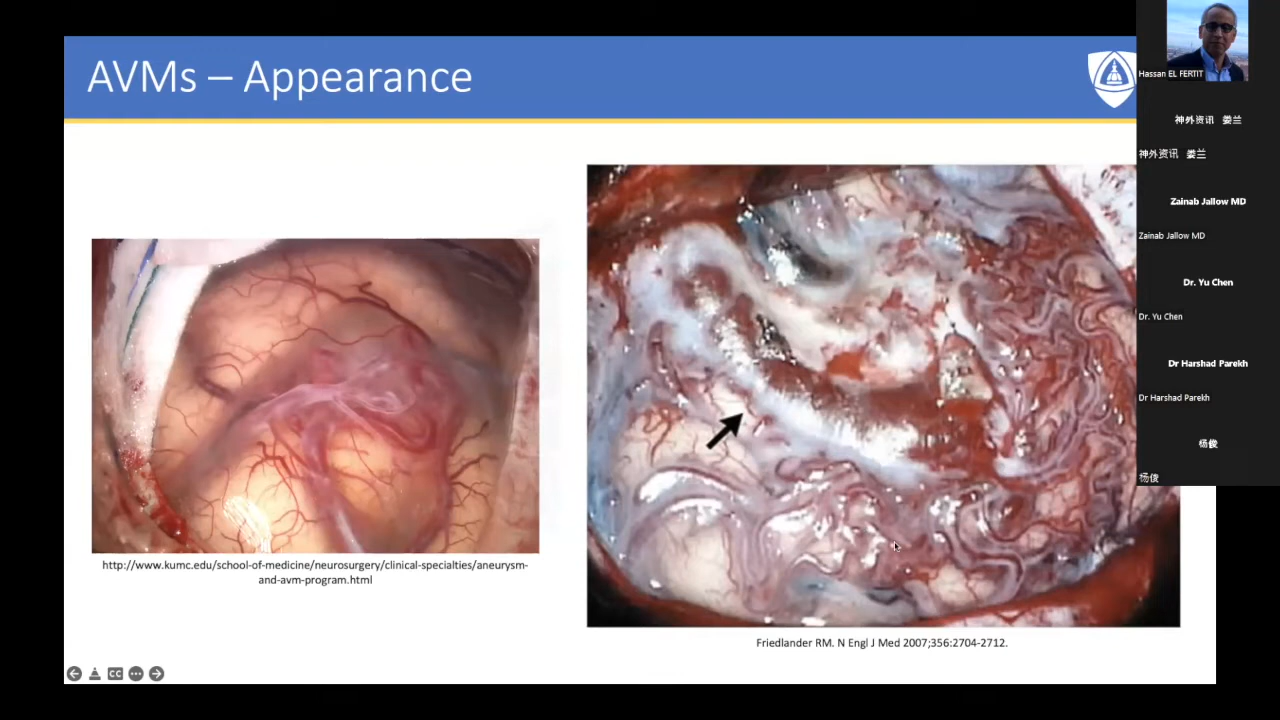 AVMs – Appearance
http://www.kumc.edu/school-of-medicine/neurosurgery/clinical-specialties/aneurysm-
and-avm-program.html
Friedlander RM. N Engl J Med 2007;356:2704-2712.
CC
Hassan EL FERTIT
神外资讯 娄兰
神外资讯 娄兰
Zainab Jallow MD
Zainab Jallow MD
Dr. Yu Chen
Dr. Yu Chen
Dr Harshad Parekh
Dr Harshad Parekh
杨俊
杨俊